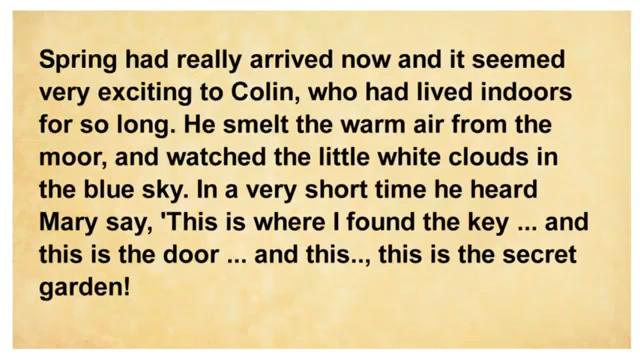 Spring had really arrived now and it seemed
very exciting to Colin, who had lived indoors
for so long. He smelt the warm air from the
moor, and watched the little white clouds in
the blue sky. In a very short time he heard
Mary say, 'This is where I found the key ... and
this is the door ... and this.., this is the secret
garden!